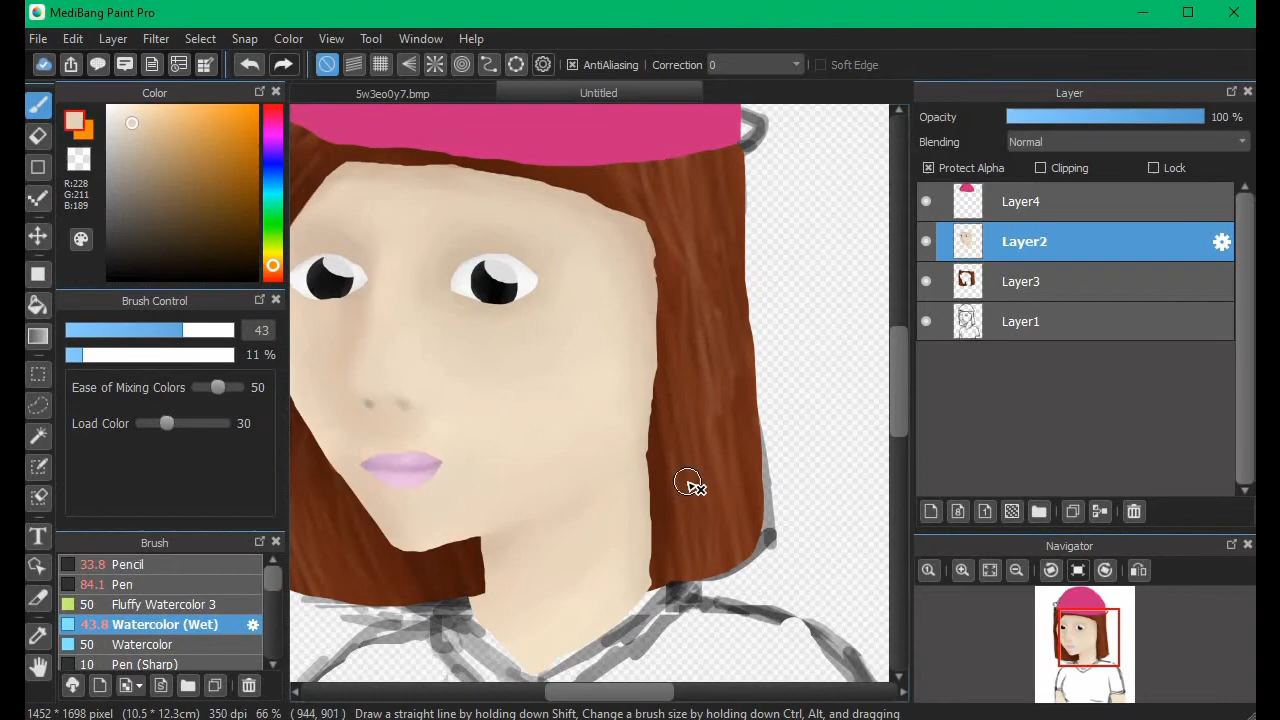 MediBang Paint Pro
File Edit Layer Filter Select Snap Color View Tool Window Help
AntiAliasing Correction 0 Soft Edge
Color
5w3eo0y7.bmp Untitled
Layer
Opacity 100 %
Blending Normal
Protect Alpha Clipping Lock
R:228
G:211
B:189
Layer4
Layer2
Layer3
Layer1
Brush Control
43
11 %
Ease of Mixing Colors 50
Load Color 30
Brush
33.8 Pencil
84.1 Pen
50 Fluffy Watercolor 3
43.8 Watercolor (Wet)
50 Watercolor
10 Pen (Sharp)
Navigator
1452 * 1698 pixel (10.5 * 12.3cm) 350 dpi 66 % ( 944, 901 ) Draw a straight line by holding down Shift, Change a brush size by holding down Ctrl, Alt, and dragging